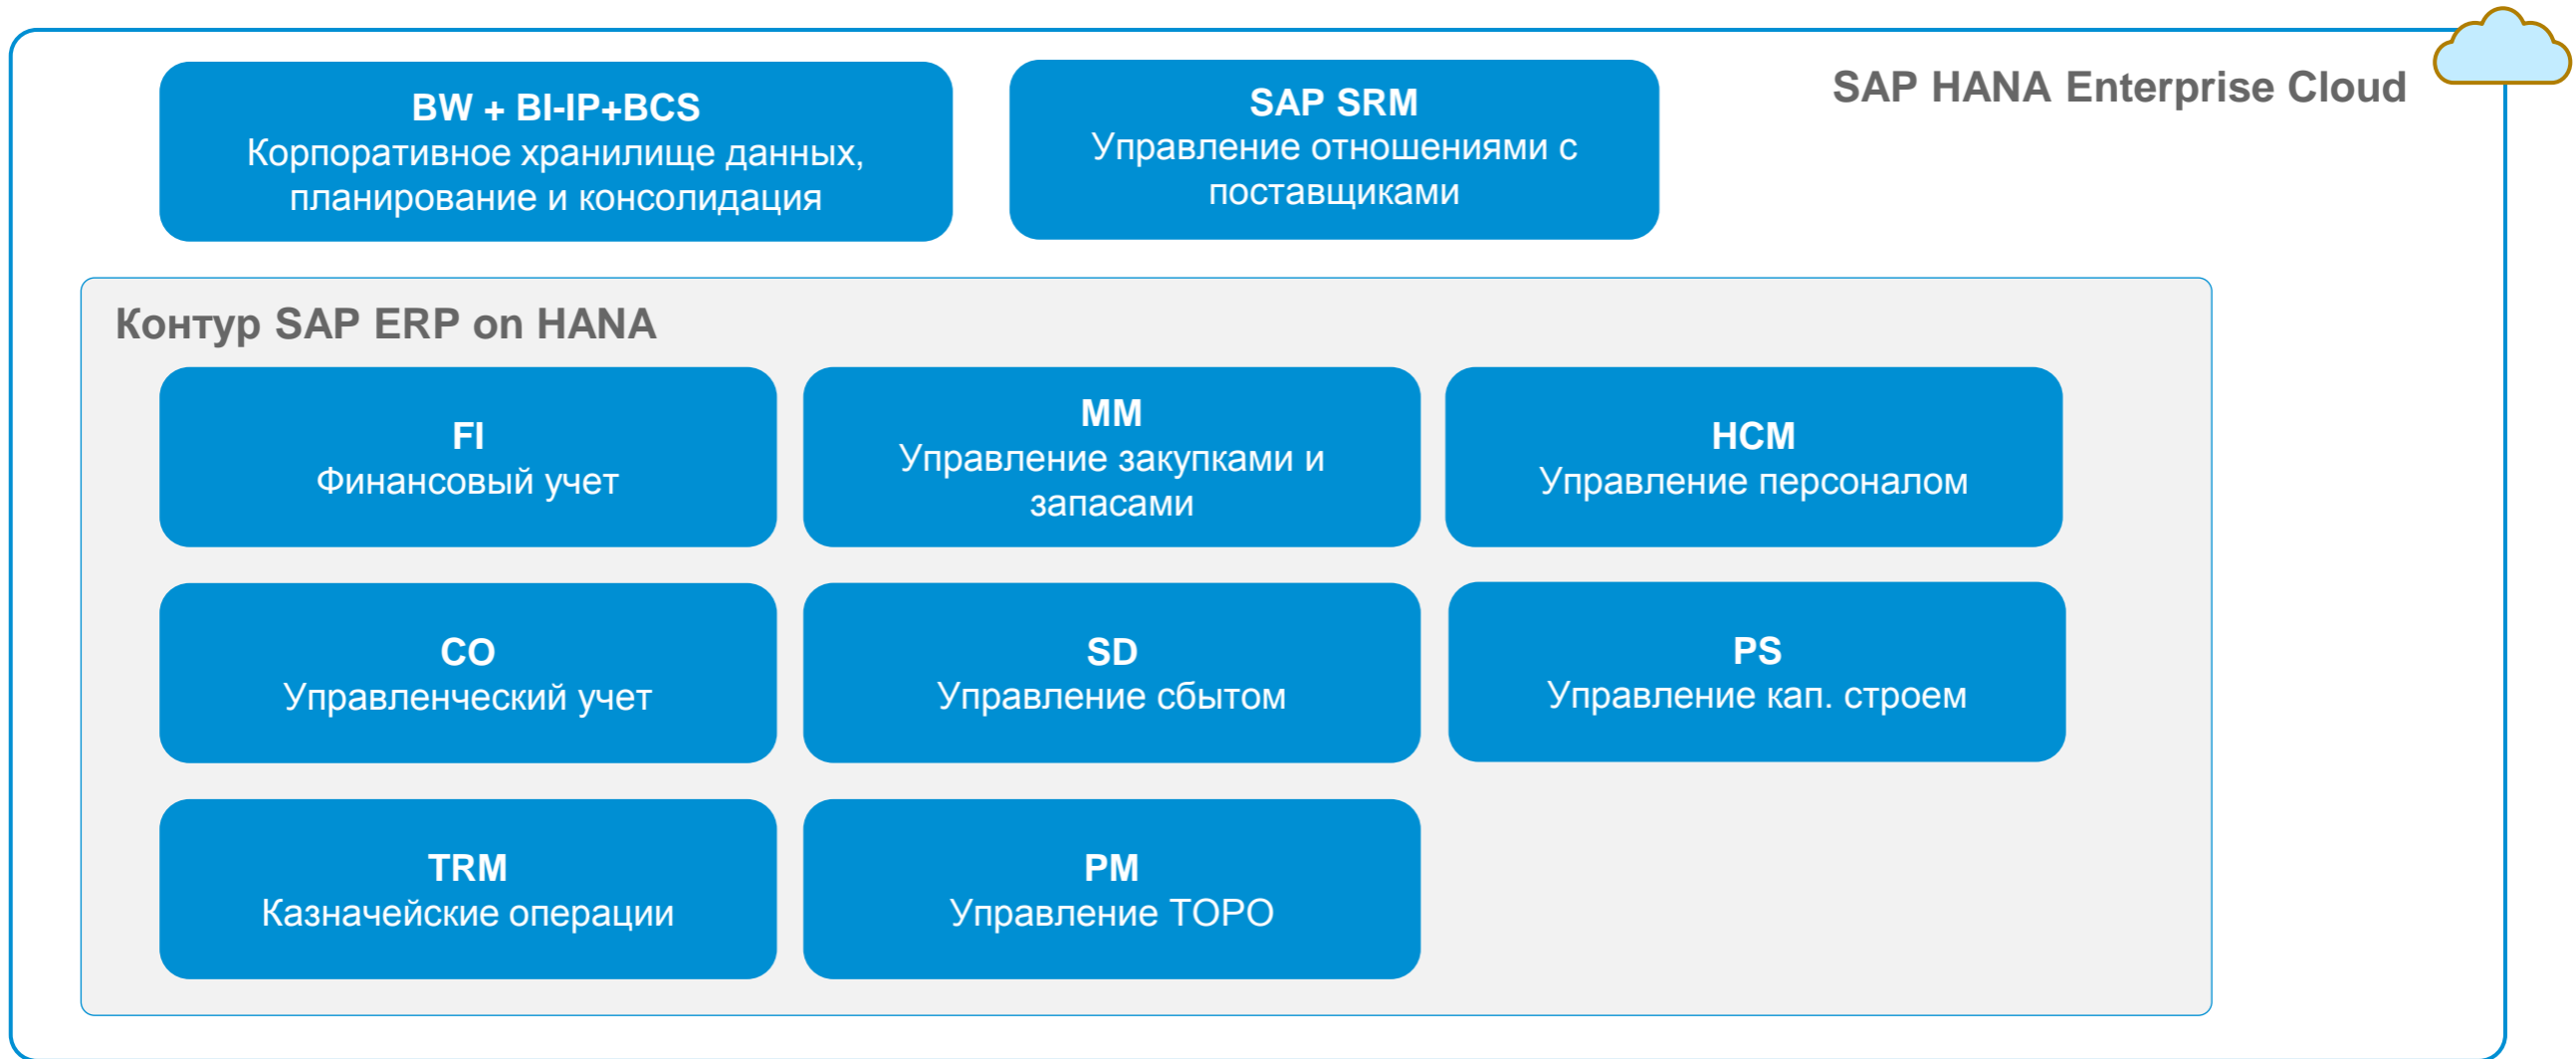 BW + BI-IP+BCS
Корпоративное хранилище данных,
планирование и консолидация
SAP SRM
Управление отношениями с
поставщиками
SAP HANA Enterprise Cloud
Контур SAP ERP on HANA
FI
Финансовый учет
MM
Управление закупками и
запасами
HCM
Управление персоналом
CO
Управленческий учет
SD
Управление сбытом
PS
Управление кап. строем
TRM
Казначейские операции
PM
Управление ТОРО